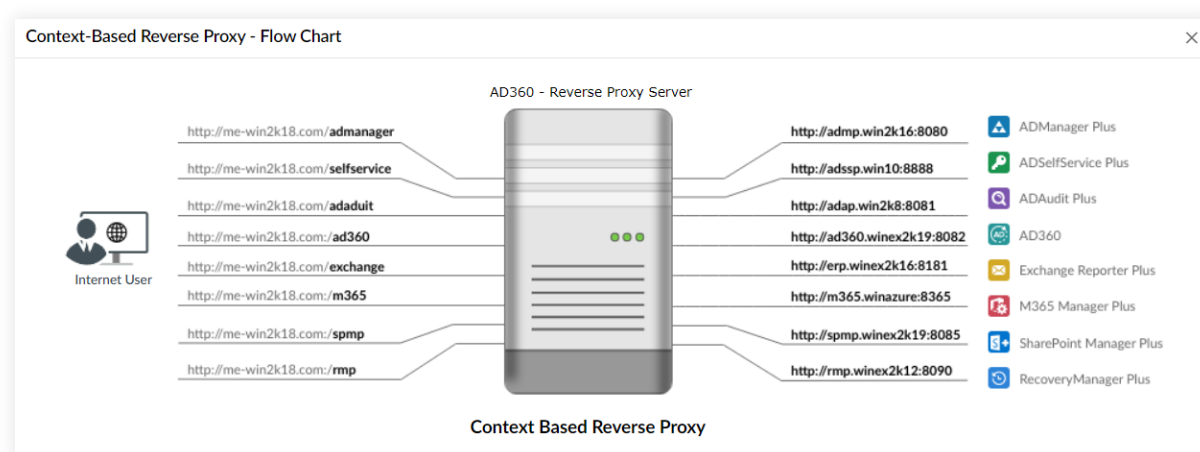 Context-Based Reverse Proxy - Flow Chart
AD360 - Reverse Proxy Server
http://me-win2k18.com/admanager
http://me-win2k18.com/selfservice
http://me-win2k18.com/adaduit
http://me-win2k18.com:/ad360
http://me-win2k18.com/exchange
http://me-win2k18.com:/m365
http://me-win2k18.com:/spmp
http://me-win2k18.com:/rmp
Internet User
http://admp.win2k16:8080
http://adssp.win10:8888
http://adap.win2k8:8081
http://ad360.winex2k19:8082
http://erp.winex2k16:8181
http://m365.winazure:8365
http://spmp.winex2k19:8085
http://rmp.winex2k12:8090
ADManager Plus
ADSelfService Plus
ADAudit Plus
AD
AD360
Exchange Reporter Plus
M365 Manager Plus
S
SharePoint Manager Plus
RecoveryManager Plus
Context Based Reverse Proxy